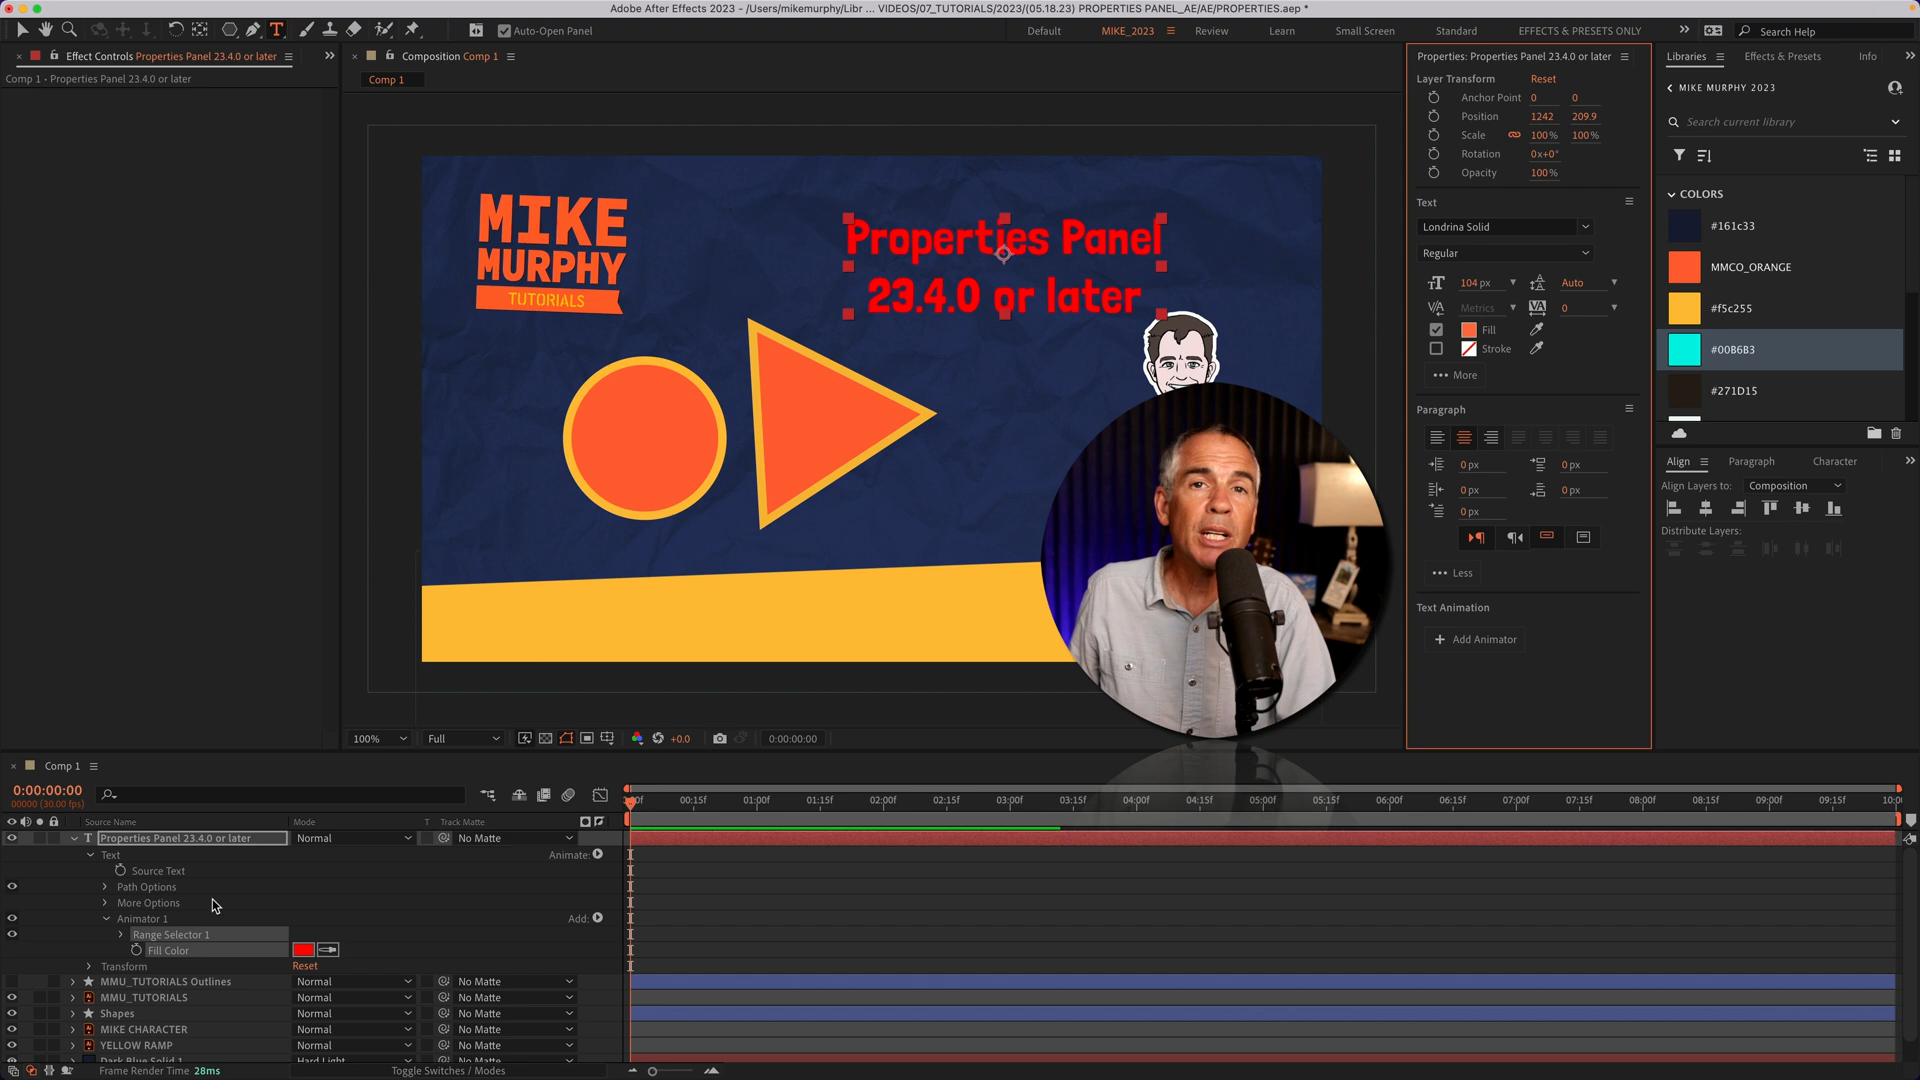 Adobe After Effects 2023 - /Users/mikemurphy/Libr ... VIDEOS/07_TUTORIALS/2023/(05.18.23) PROPERTIES PANEL_AE/AE/PROPERTIES.aep *
Auto-Open Panel
Default
MIKE_2023
Review
Learn
Small Screen
Standard
EFFECTS & PRESETS ONLY
Search Help
Effect Controls Properties Panel 23.4.0 or later
Comp 1 • Properties Panel 23.4.0 or later
Composition Comp 1
Comp 1
MIKE
MURPHY
TUTORIALS
Properties Panel
23.4.0 or later
100%
Full
+0.0
0:00:00:00
Properties: Properties Panel 23.4.0 or later
Layer Transform Reset
Anchor Point 0 0
Position 1242 209.9
Scale 100% 100%
Rotation 0x+0°
Opacity 100%
Text
Londrina Solid
Regular
104 px Auto
Metrics 0
Fill
Stroke
More
Paragraph
0 px 0 px
0 px 0 px
0 px
Less
Text Animation
Add Animator
Libraries
Effects & Presets
Info
MIKE MURPHY 2023
Search current library
COLORS
#161c33
MMCO_ORANGE
#f5c255
#00B6B3
#271D15
Align
Paragraph
Character
Align Layers to: Composition
Distribute Layers:
Comp 1
0:00:00:00
00000 (30.00 fps)
:00f 00:15f 01:00f 01:15f 02:00f 02:15f 03:00f 03:15f 04:00f 04:15f 05:00f 05:15f 06:00f 06:15f 07:00f 07:15f 08:00f 08:15f 09:00f 09:15f 10:0
Source Name Mode T Track Matte
T Properties Panel 23.4.0 or later Normal No Matte
Text Animate:
Source Text
Path Options
More Options
Animator 1 Add:
Range Selector 1
Fill Color
Transform Reset
MMU_TUTORIALS Outlines Normal No Matte
MMU_TUTORIALS Normal No Matte
Shapes Normal No Matte
MIKE CHARACTER Normal No Matte
YELLOW RAMP Normal No Matte
Dark Blue Solid 1 Hard Light No Matte
Frame Render Time 28ms
Toggle Switches / Modes